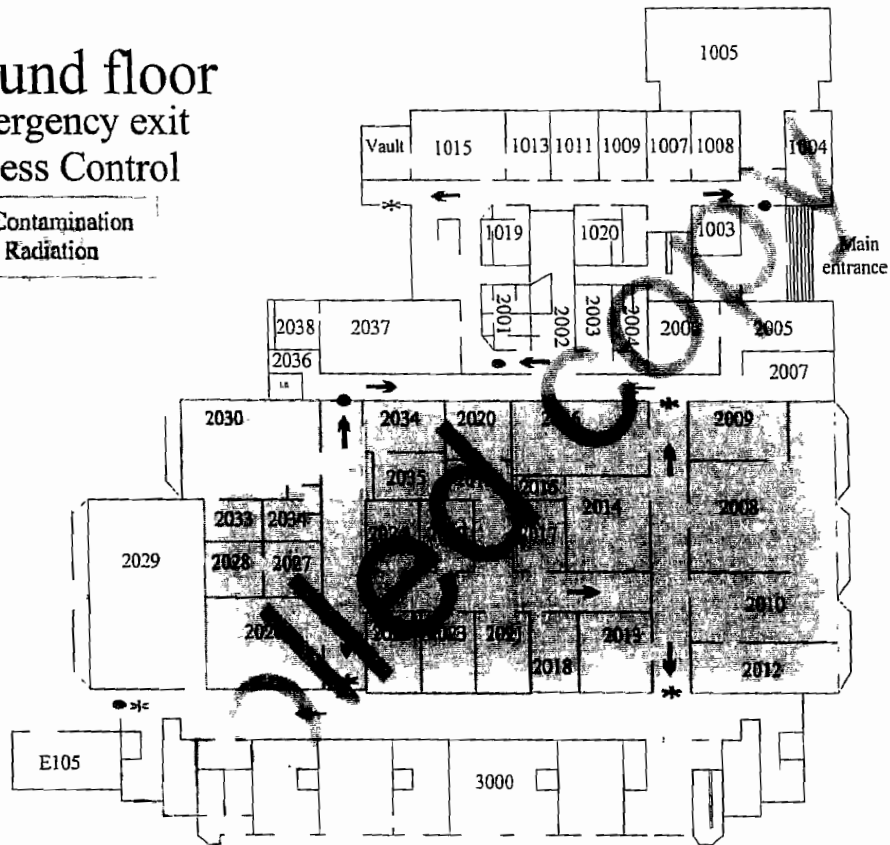 und floor
ergency exit
ess Control
Contamination
Radiation
1005
Vault 1015 1013 1011 1009 1007 1008 1004
1019 1020 1003
Main
entrance
2038 2037 2001 2002 2003 2004 2005
2036 2007
2030 2034 2020 2009
2035 2016
2014 2008
2033 2034 2017
2029 2028 2027
2010
2018 2012
E105 3000